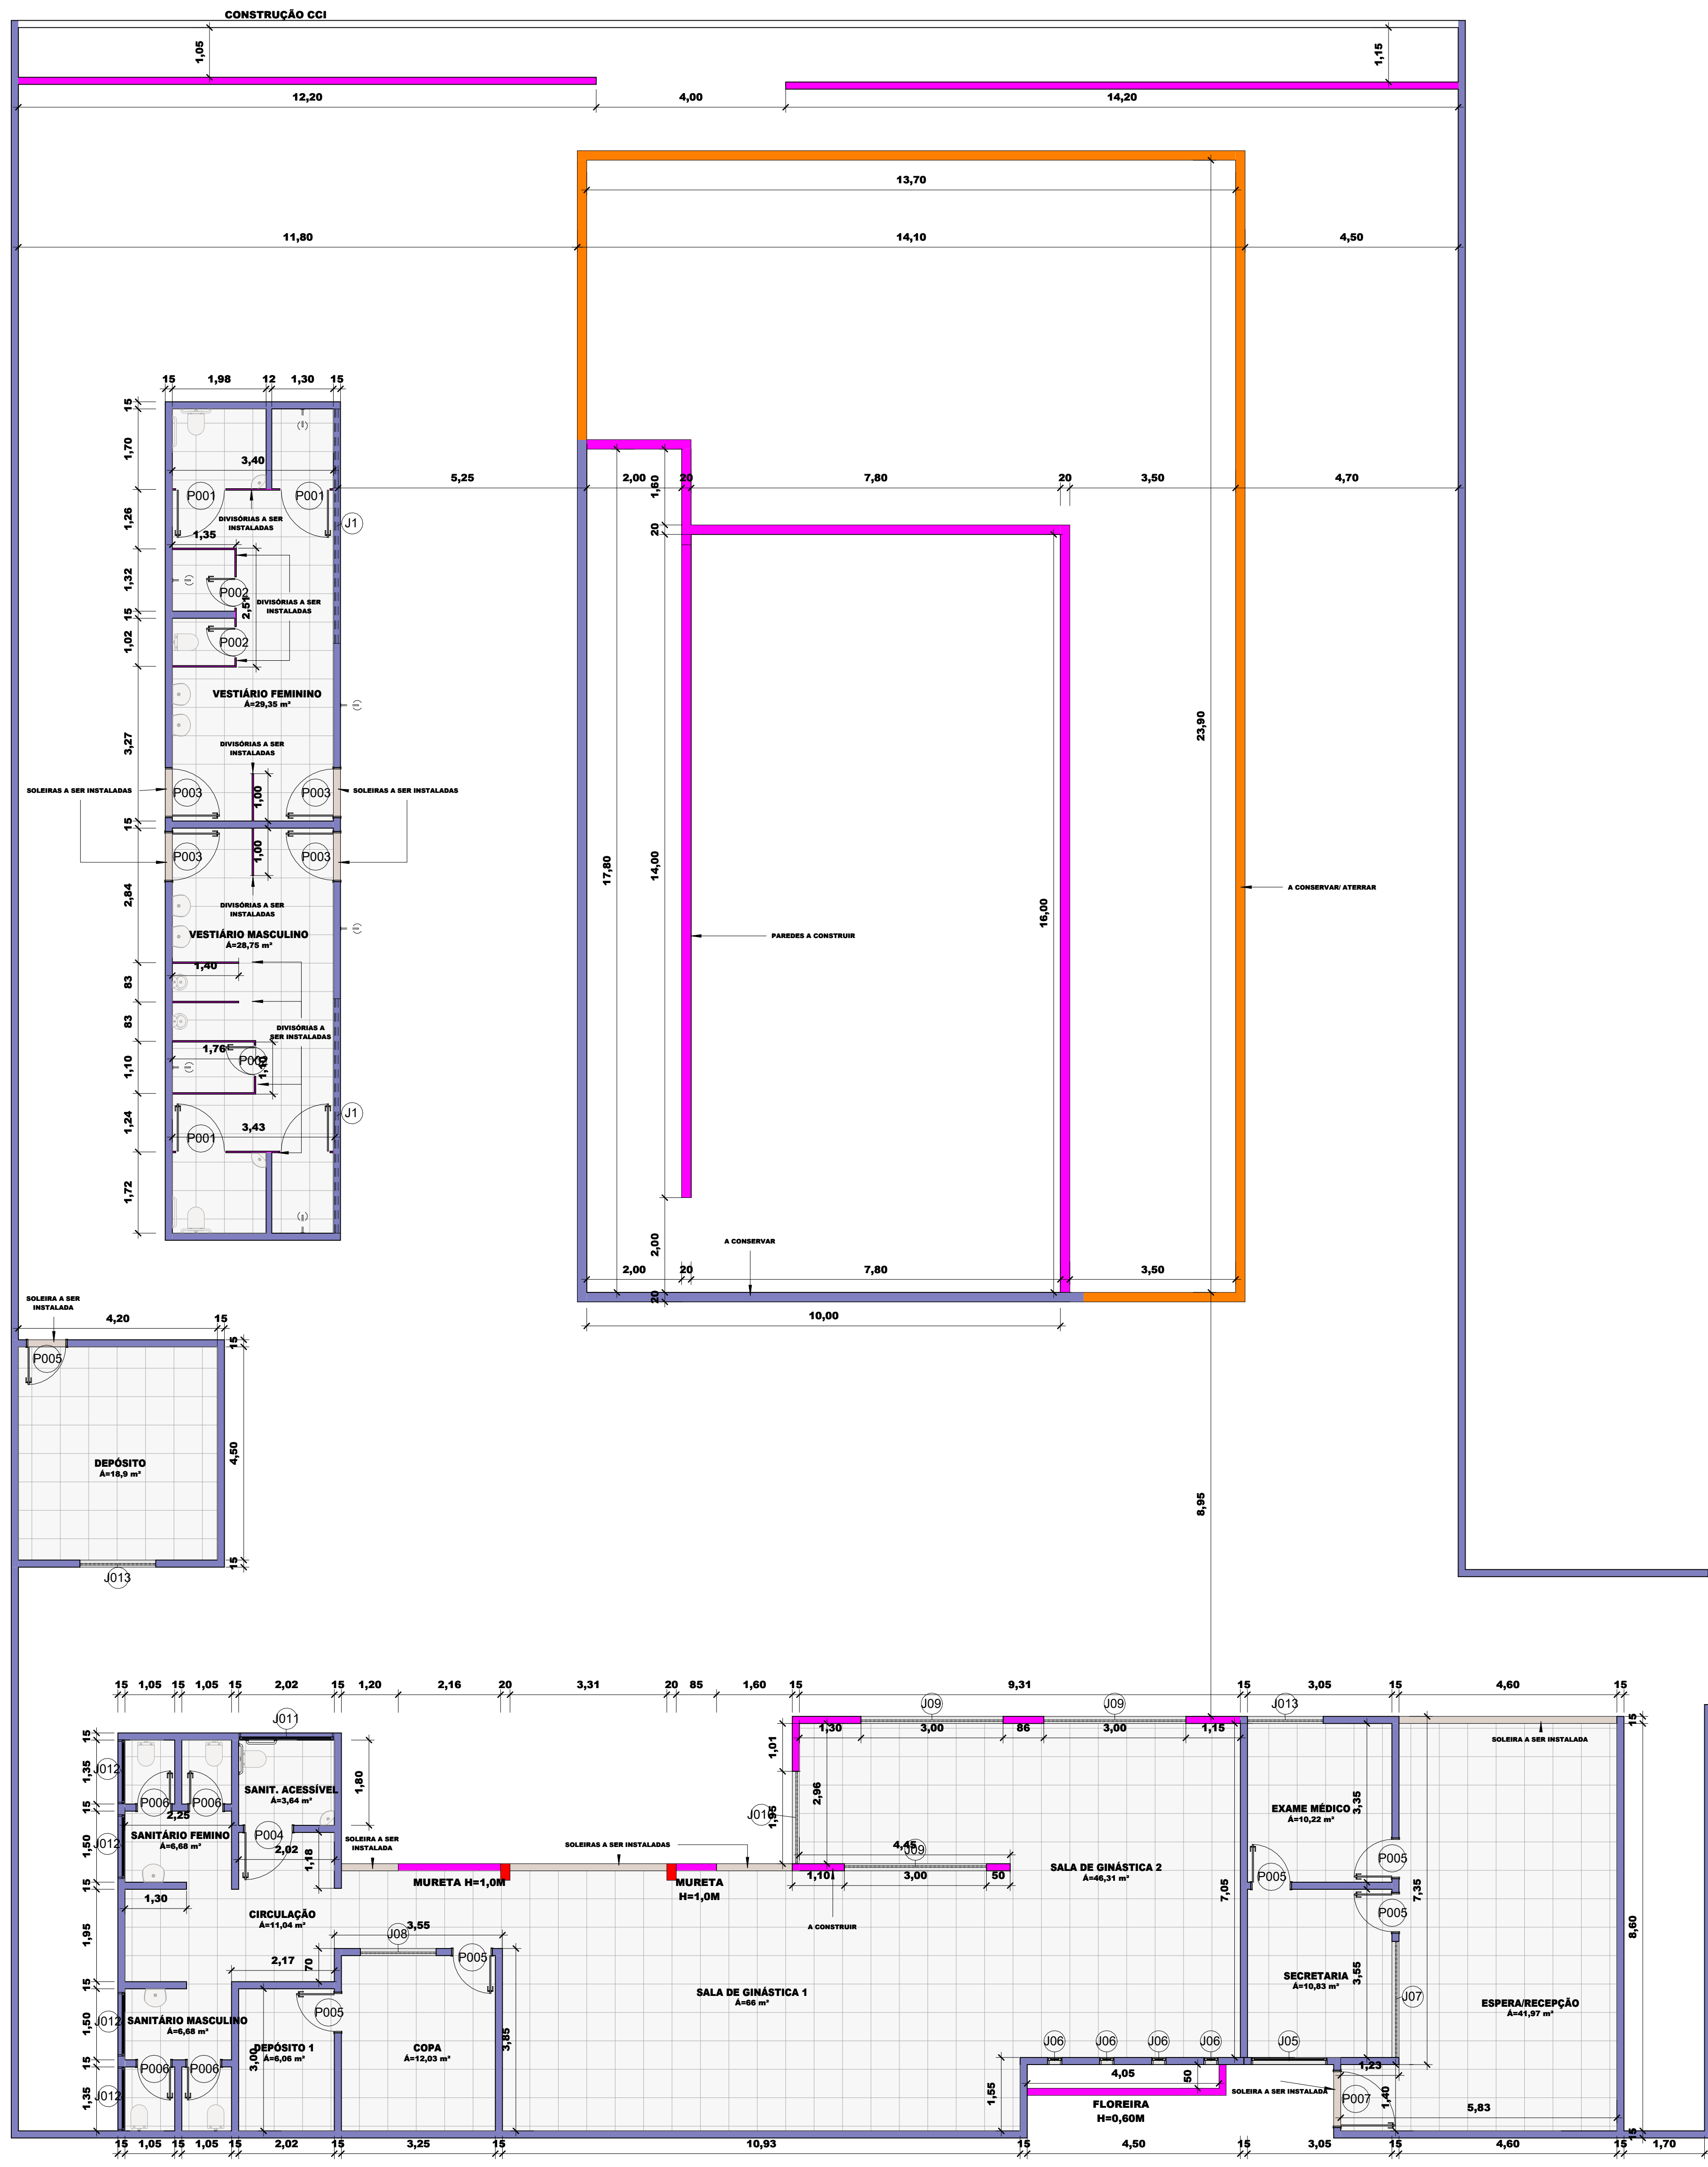 CONSTRUÇÃO CCI
1,05
1,15
12,20
4,00
14,20
13,70
11,80
14,10
4,50
15
1,98
12
1,30
15
15
1,70
3,40
P001
P001
1,26
DIVISÓRIAS A SER
INSTALADAS
J1
1,35
1,32
P002
2,51
DIVISÓRIAS A SER
INSTALADAS
15
P002
1,02
VESTIÁRIO FEMININO
Á=29,35 m²
3,27
DIVISÓRIAS A SER
INSTALADAS
SOLEIRAS A SER INSTALADAS
P003
1,00
P003
SOLEIRAS A SER INSTALADAS
15
P003
1,00
P003
2,84
DIVISÓRIAS A SER
INSTALADAS
VESTIÁRIO MASCULINO
Á=28,75 m²
1,40
83
83
DIVISÓRIAS A
SER INSTALADAS
1,76
P002
1,10
1,10
J1
1,24
P001
3,43
1,72
5,25
2,00
20
7,80
20
3,50
4,70
1,60
20
23,90
17,80
14,00
16,00
A CONSERVAR/ ATERRAR
PAREDES A CONSTRUIR
2,00
A CONSERVAR
2,00
20
7,80
3,50
20
10,00
SOLEIRA A SER
INSTALADA
4,20
15
15
P005
4,50
DEPÓSITO
Á=18,9 m²
15
J013
8,95
15
1,05
15
1,05
15
2,02
15
1,20
2,16
20
3,31
20
85
1,60
15
9,31
15
3,05
15
4,60
15
J011
J09
J09
J013
15
1,30
3,00
86
3,00
1,15
15
SOLEIRA A SER INSTALADA
1,35
J012
1,01
1,80
SANIT. ACESSÍVEL
Á=3,64 m²
P006
P006
2,96
1,95
J010
EXAME MÉDICO
Á=10,22 m²
3,35
15
2,25
SANITÁRIO FEMINO
Á=6,68 m²
P004
1,50
J012
2,02
1,18
SOLEIRA A SER
INSTALADA
SOLEIRAS A SER INSTALADAS
4,45
J09
P005
P005
SALA DE GINÁSTICA 2
Á=46,31 m²
7,05
7,35
15
1,30
MURETA H=1,0M
MURETA
H=1,0M
1,10
3,00
50
P005
CIRCULAÇÃO
Á=11,04 m²
3,55
A CONSTRUIR
8,60
1,95
J08
P005
2,17
70
SECRETARIA
Á=10,83 m²
3,55
15
SALA DE GINÁSTICA 1
Á=66 m²
J07
ESPERA/RECEPÇÃO
Á=41,97 m²
P005
J012
1,50
SANITÁRIO MASCULINO
Á=6,68 m²
DEPÓSITO 1
Á=6,06 m²
3,00
COPA
Á=12,03 m²
3,85
J06
J06
J06
J06
J05
15
P006
P006
4,05
50
1,23
SOLEIRA A SER INSTALADA
P007
1,40
1,35
J012
1,55
FLOREIRA
H=0,60M
5,83
15
15
1,05
15
1,05
15
2,02
15
3,25
15
10,93
15
4,50
15
3,05
15
4,60
15
1,70